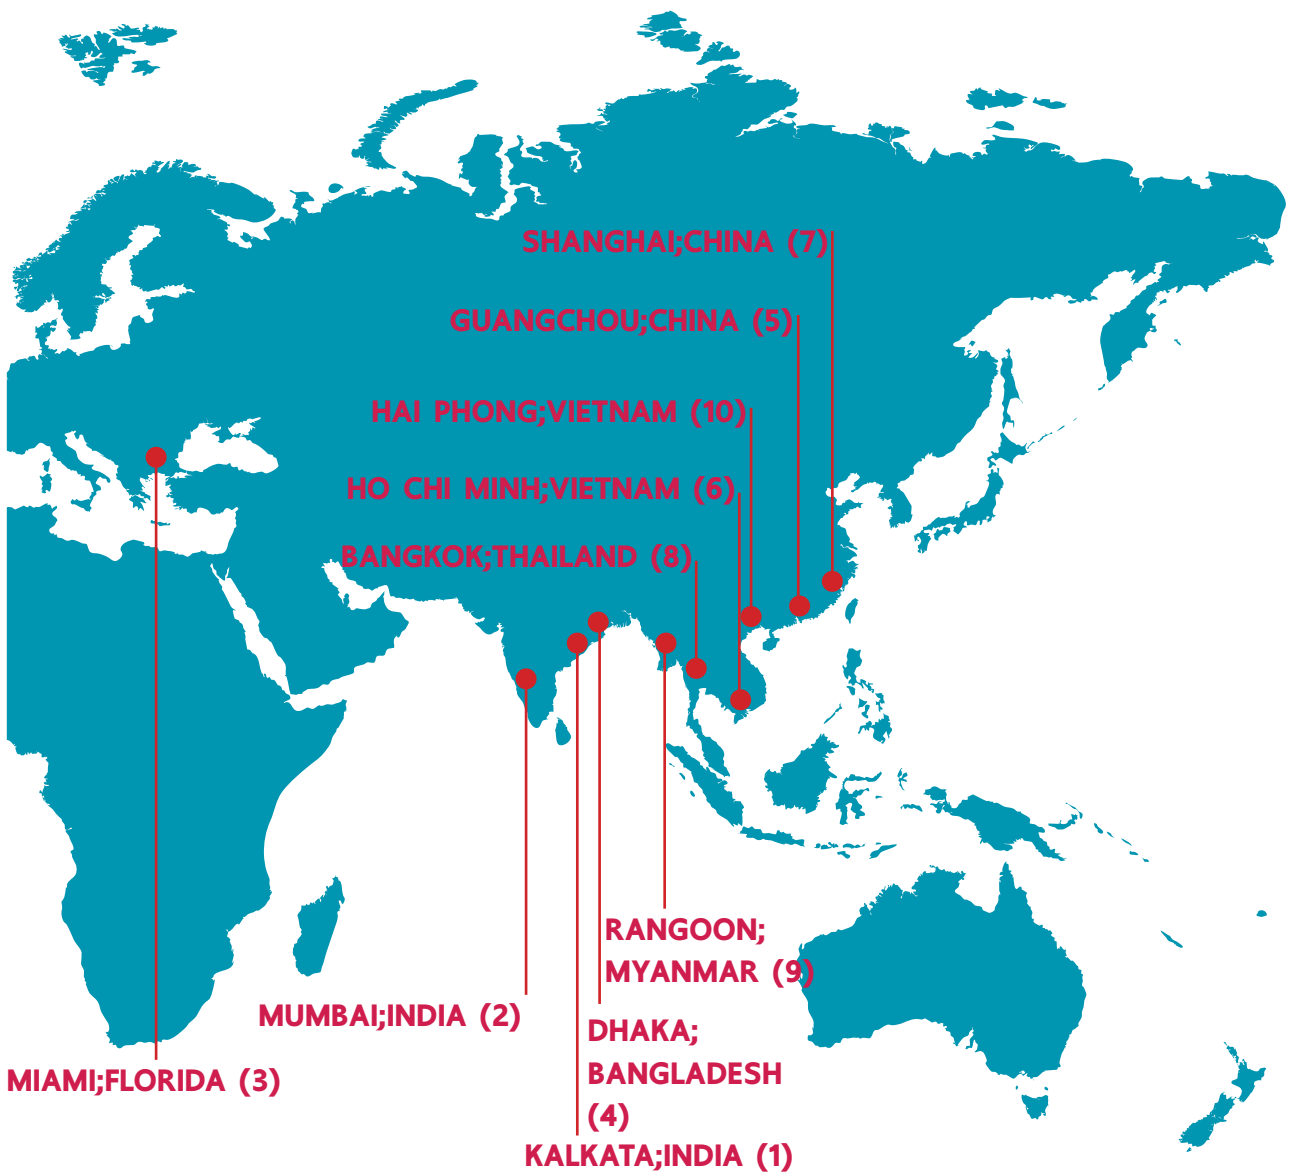 SHANGHAI;CHINA (7)
GUANGCHOU;CHINA (5)
HAI PHONG;VIETNAM (10)
HO CHI MINH;VIETNAM (6)
BANGKOK;THAILAND (8)
RANGOON;
MYANMAR (9)
MUMBAI;INDIA (2)
DHAKA;
BANGLADESH
(4)
MIAMI;FLORIDA (3)
KALKATA;INDIA (1)